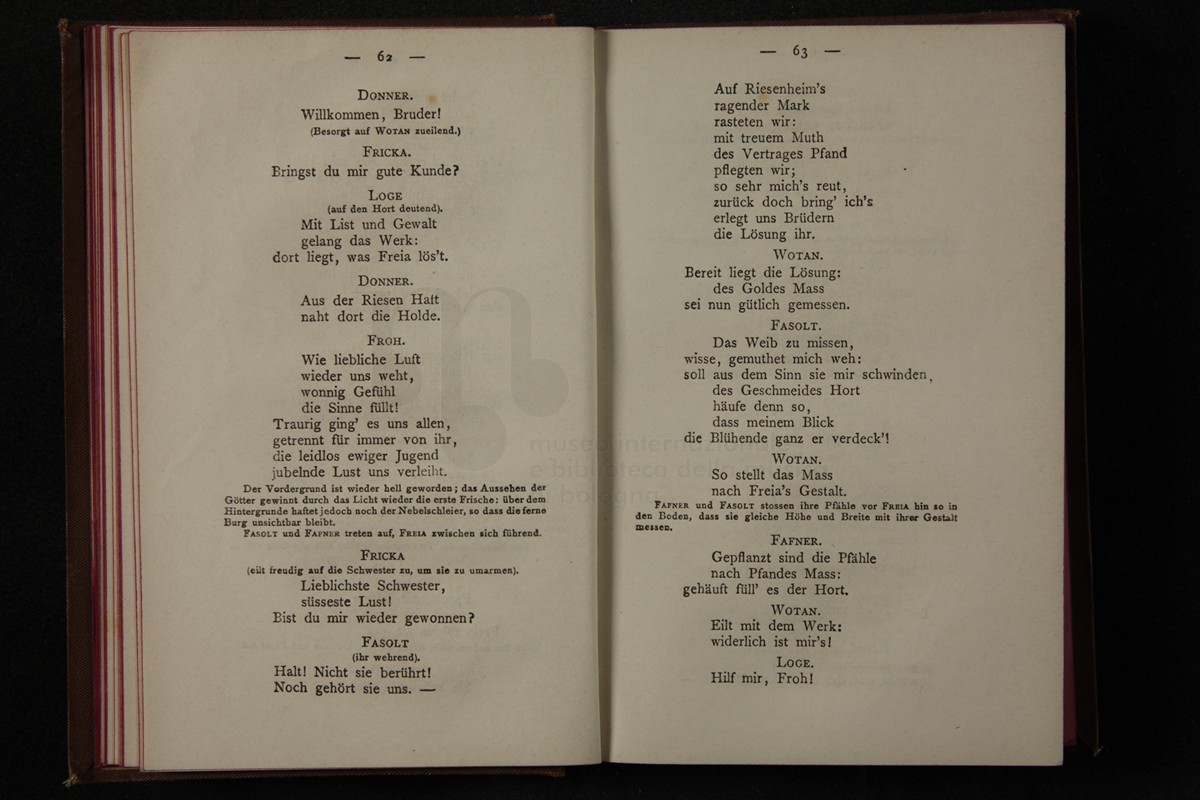 — 62 —
DONNER.
Willkommen, Bruder!
(Besorgt auf WOTAN zueilend.)
FRICKA.
Bringst du mir gute Kunde?
LOGE
(auf den Hort deutend).
Mit List und Gewalt
gelang das Werk:
dort liegt, was Freia lös't.
DONNER.
Aus der Riesen Haft
naht dort die Holde.
FROH.
Wie liebliche Luft
wieder uns weht,
wonnig Gefühl
die Sinne füllt!
Traurig ging' es uns allen,
getrennt für immer von ihr,
die leidlos ewiger Jugend
jubelnde Lust uns verleiht.
Der Vordergrund ist wieder hell geworden; das Aussehen der
Götter gewinnt durch das Licht wieder die erste Frische: über dem
Hintergrunde haftet jedoch noch der Nebelschleier, so dass die ferne
Burg unsichtbar bleibt.
FASOLT und FAFNER treten auf, FREIA zwischen sich führend.
FRICKA
(eilt freudig auf die Schwester zu, um sie zu umarmen).
Lieblichste Schwester,
süsseste Lust!
Bist du mir wieder gewonnen?
FASOLT
(ihr wehrend).
Halt! Nicht sie berührt!
Noch gehört sie uns. —
— 63 —
Auf Riesenheim's
ragender Mark
rasteten wir:
mit treuem Muth
des Vertrages Pfand
pflegten wir;
so sehr mich's reut,
zurück doch bring' ich's
erlegt uns Brüdern
die Lösung ihr.
WOTAN.
Bereit liegt die Lösung:
des Goldes Mass
sei nun gütlich gemessen.
FASOLT.
Das Weib zu missen,
wisse, gemuthet mich weh:
soll aus dem Sinn sie mir schwinden,
des Geschmeides Hort
häufe denn so,
dass meinem Blick
die Blühende ganz er verdeck'!
WOTAN.
So stellt das Mass
nach Freia's Gestalt.
FAFNER und FASOLT stossen ihre Pfähle vor FREIA hin so in
den Boden, dass sie gleiche Höhe und Breite mit ihrer Gestalt
messen.
FAFNER.
Gepflanzt sind die Pfähle
nach Pfandes Mass:
gehäuft füll' es der Hort.
WOTAN.
Eilt mit dem Werk:
widerlich ist mir's!
LOGE.
Hilf mir, Froh!
museo internazionale
e biblioteca della
bologna